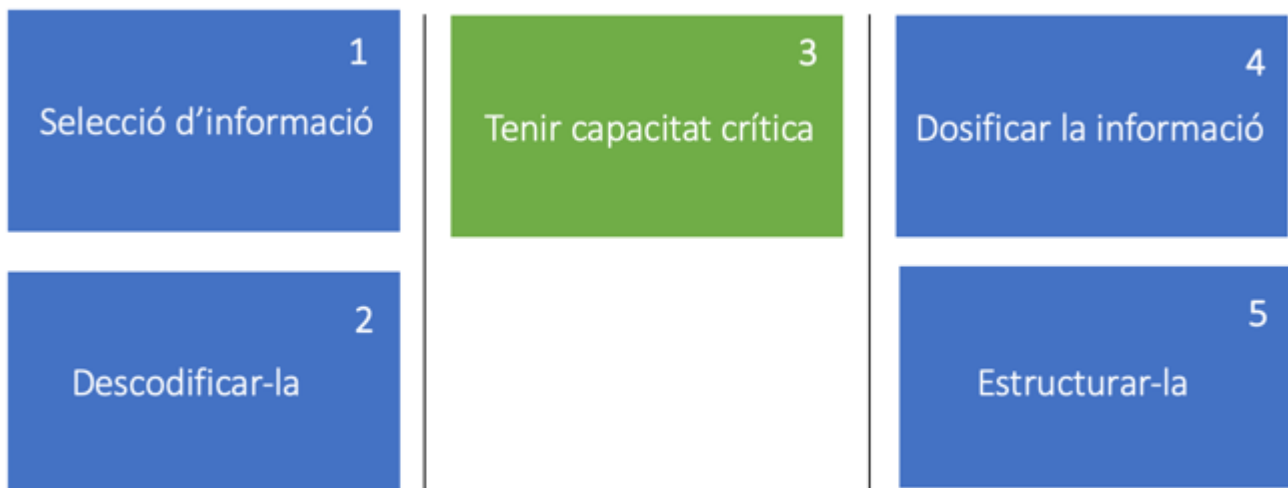 1
Selecció d’informació
2
Descodificar-la
3
Tenir capacitat crítica
4
Dosificar la informació
5
Estructurar-la